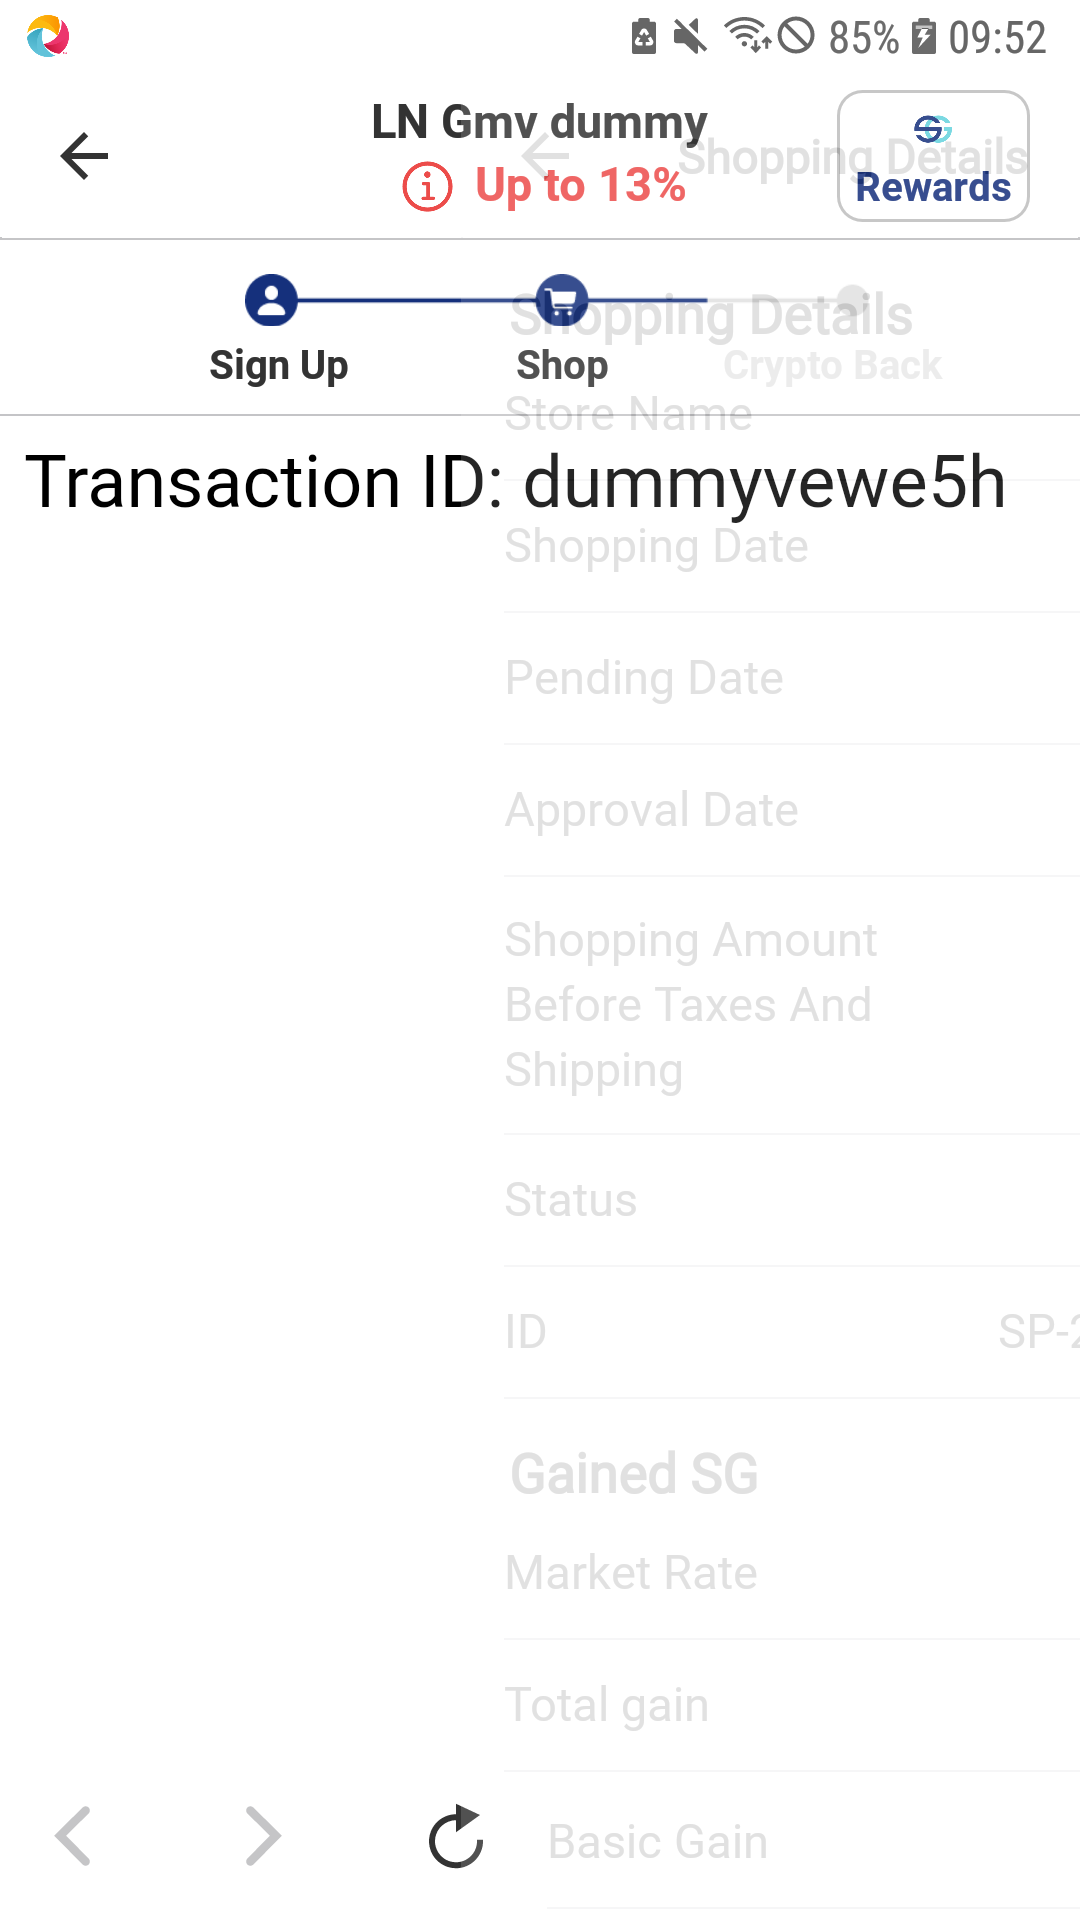 85% 09:52
LN Gmv dummy
Up to 13%
Rewards
Shopping Details
Sign Up
Shop
Crypto Back
Transaction ID: dummyvewe5h
Shopping Details
Store Name
Shopping Date
Pending Date
Approval Date
Shopping Amount
Before Taxes And
Shipping
Status
ID SP-2
Gained SG
Market Rate
Total gain
Basic Gain